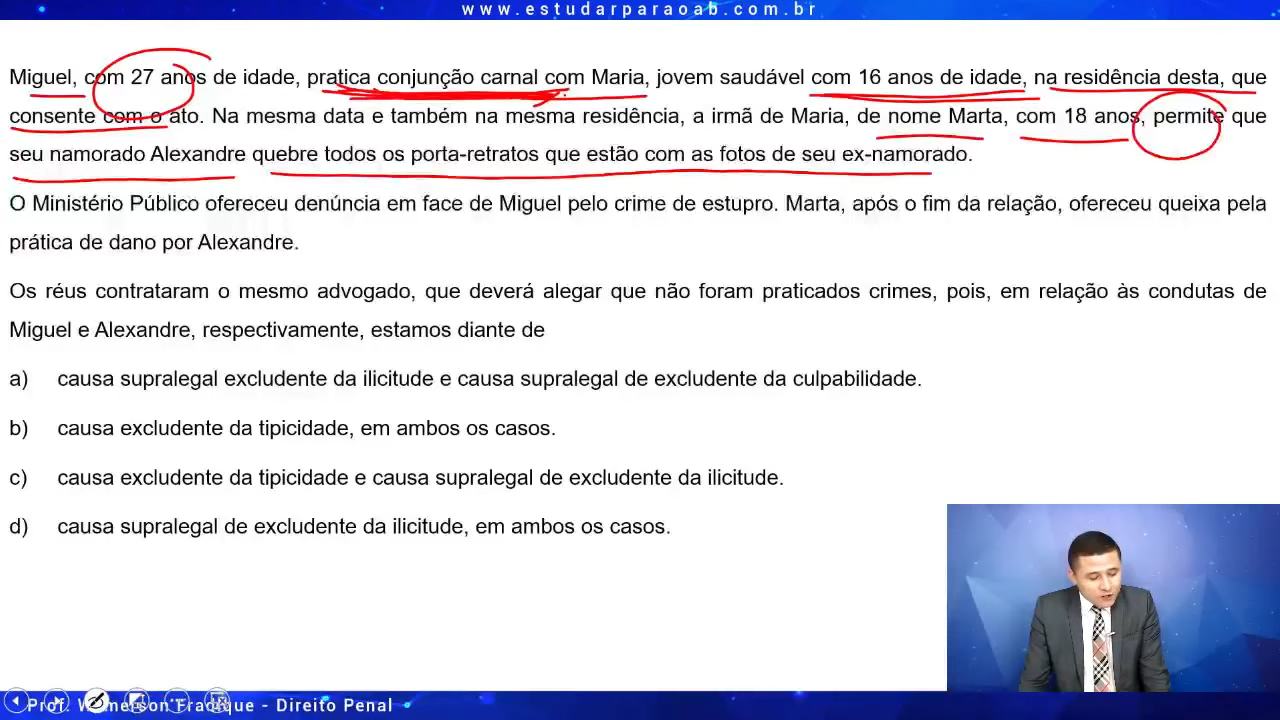 www.estudarparaoab.com.br
Miguel, com 27 anos de idade, pratica conjunção carnal com Maria, jovem saudável com 16 anos de idade, na residência desta, que
consente com o ato. Na mesma data e também na mesma residência, a irmã de Maria, de nome Marta, com 18 anos, permite que
seu namorado Alexandre quebre todos os porta-retratos que estão com as fotos de seu ex-namorado.
O Ministério Público ofereceu denúncia em face de Miguel pelo crime de estupro. Marta, após o fim da relação, ofereceu queixa pela
prática de dano por Alexandre.
Os réus contrataram o mesmo advogado, que deverá alegar que não foram praticados crimes, pois, em relação às condutas de
Miguel e Alexandre, respectivamente, estamos diante de
a) causa supralegal excludente da ilicitude e causa supralegal de excludente da culpabilidade.
b) causa excludente da tipicidade, em ambos os casos.
c) causa excludente da tipicidade e causa supralegal de excludente da ilicitude.
d) causa supralegal de excludente da ilicitude, em ambos os casos.
Prof. - Direito Penal